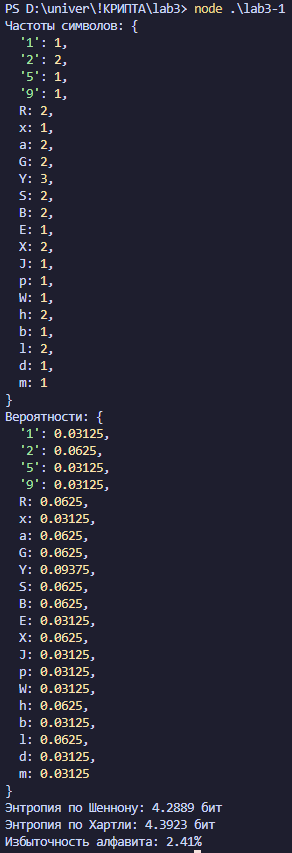 PS D:\univer\!КРИПТА\lab3> node .\lab3-1
Частоты символов: {
  '1': 1,
  '2': 2,
  '5': 1,
  '9': 1,
  R: 2,
  x: 1,
  a: 2,
  G: 2,
  Y: 3,
  S: 2,
  B: 2,
  E: 1,
  X: 2,
  J: 1,
  p: 1,
  W: 1,
  h: 2,
  b: 1,
  l: 2,
  d: 1,
  m: 1
}
Вероятности: {
  '1': 0.03125,
  '2': 0.0625,
  '5': 0.03125,
  '9': 0.03125,
  R: 0.0625,
  x: 0.03125,
  a: 0.0625,
  G: 0.0625,
  Y: 0.09375,
  S: 0.0625,
  B: 0.0625,
  E: 0.03125,
  X: 0.0625,
  J: 0.03125,
  p: 0.03125,
  W: 0.03125,
  h: 0.0625,
  b: 0.03125,
  l: 0.0625,
  d: 0.03125,
  m: 0.03125
}
Энтропия по Шеннону: 4.2889 бит
Энтропия по Хартли: 4.3923 бит
Избыточность алфавита: 2.41%